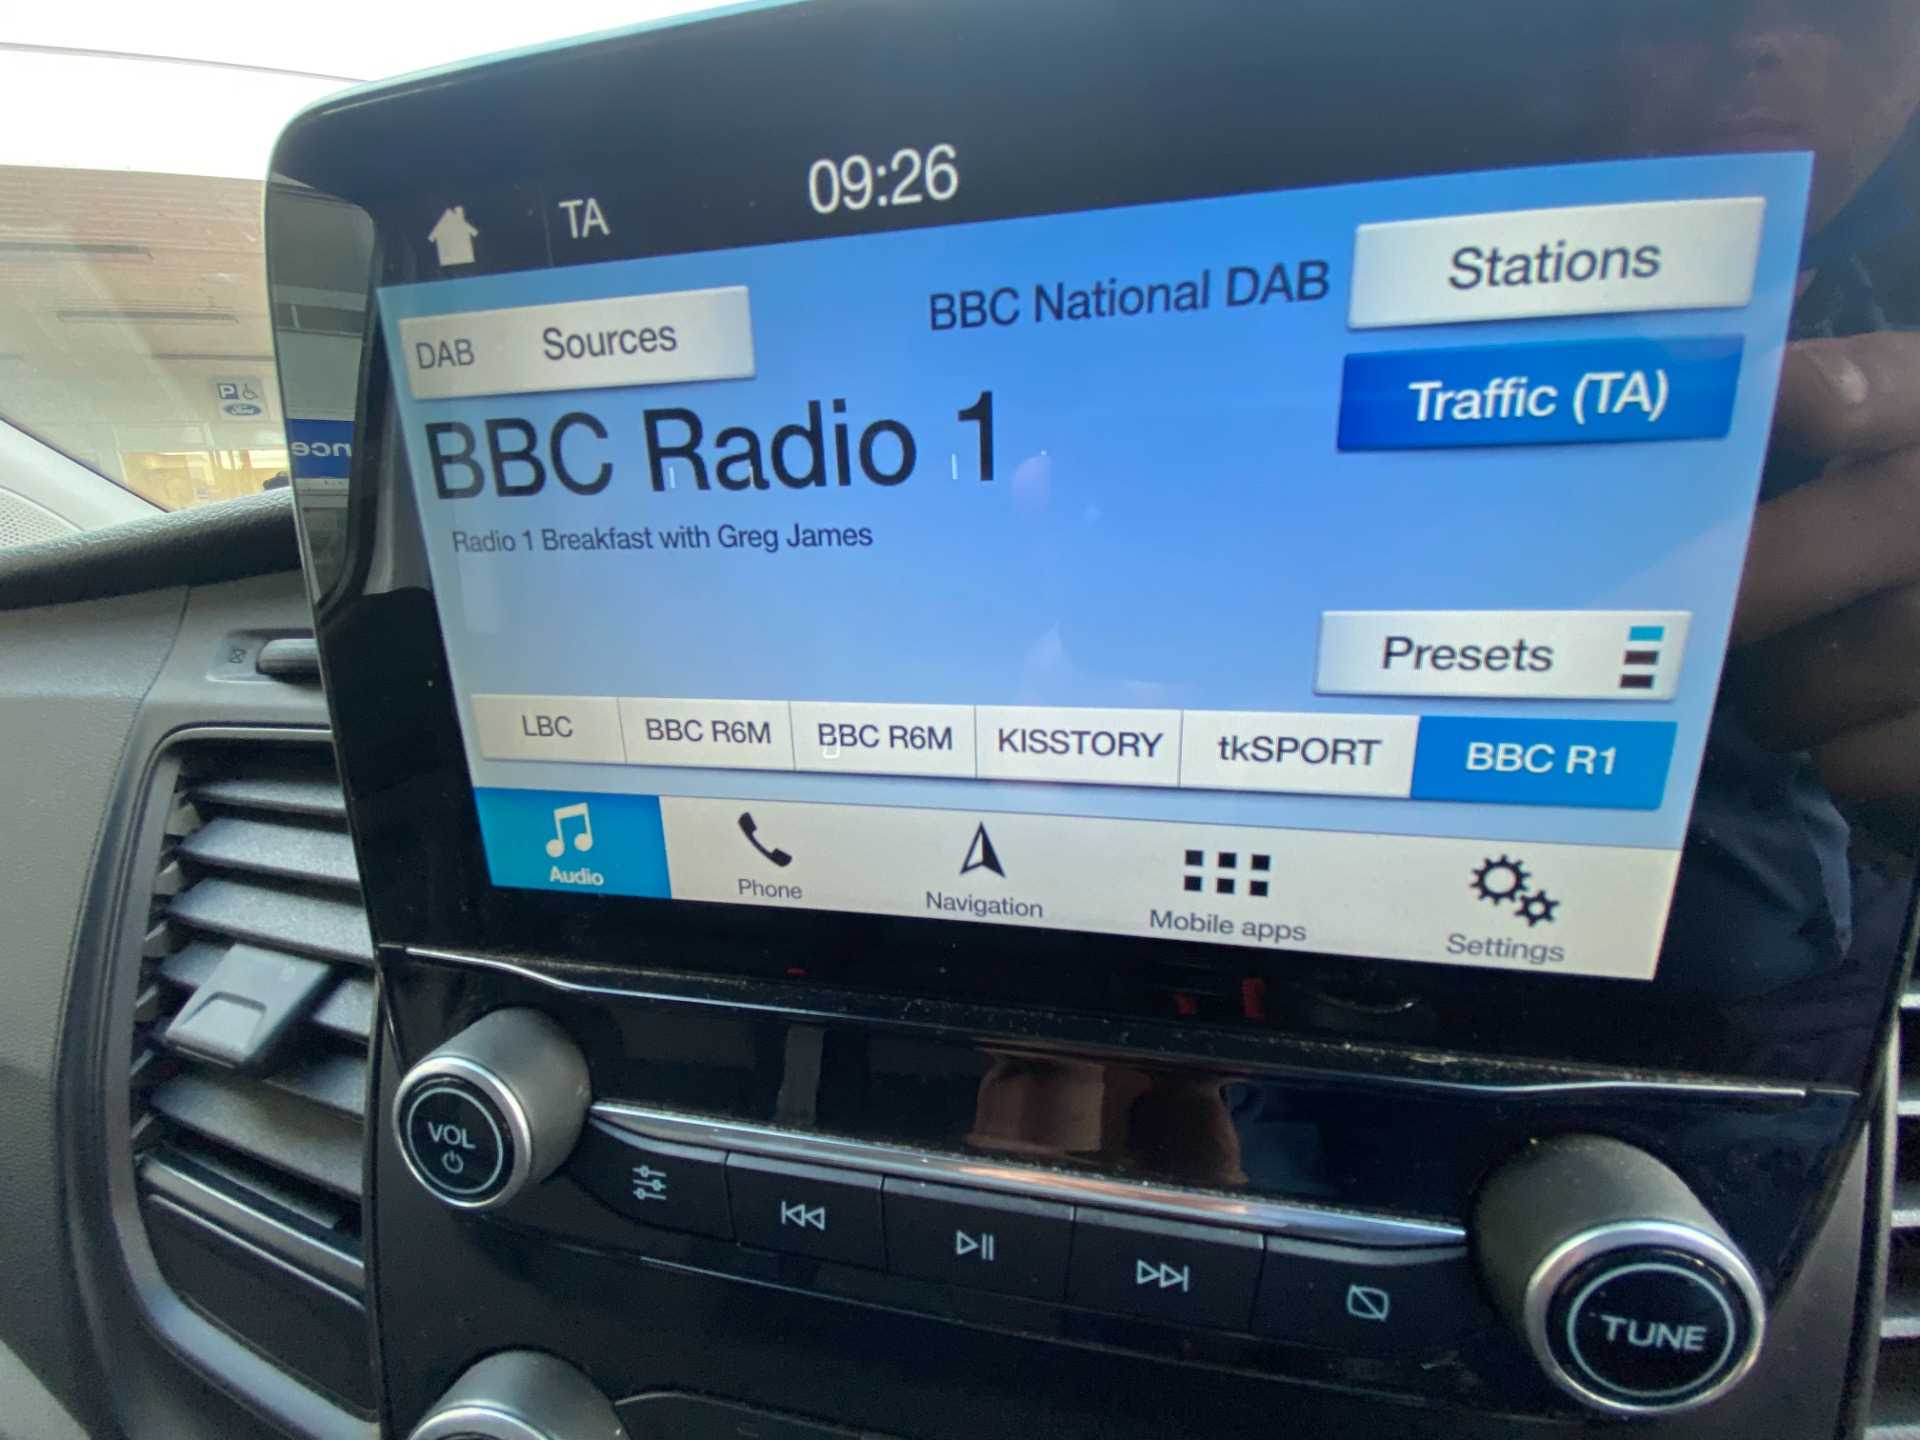 TA
09:26
DAB Sources
BBC National DAB
Stations
Traffic (TA)
BBC Radio 1
Radio 1 Breakfast with Greg James
Presets
LBC
BBC R6M
BBC R6M
KISSTORY
tkSPORT
BBC R1
Audio
Phone
Navigation
Mobile apps
Settings
VOL
TUNE
P
Ford
nce